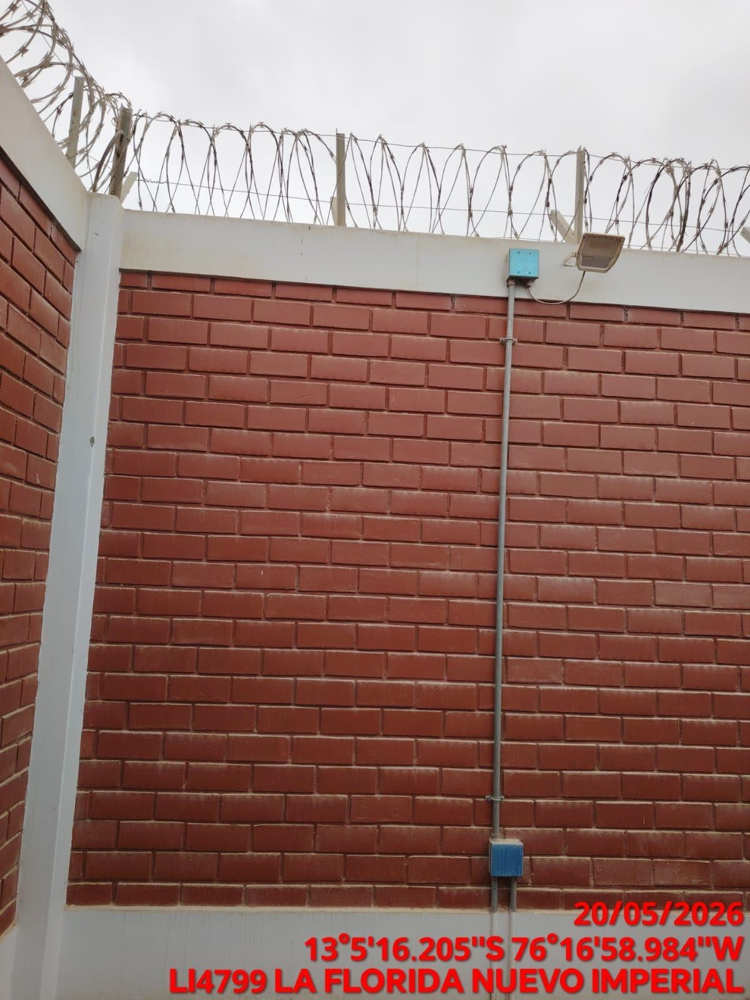 20/05/2026
13°5'16.205"S 76°16'58.984"W
LI4799 LA FLORIDA NUEVO IMPERIAL